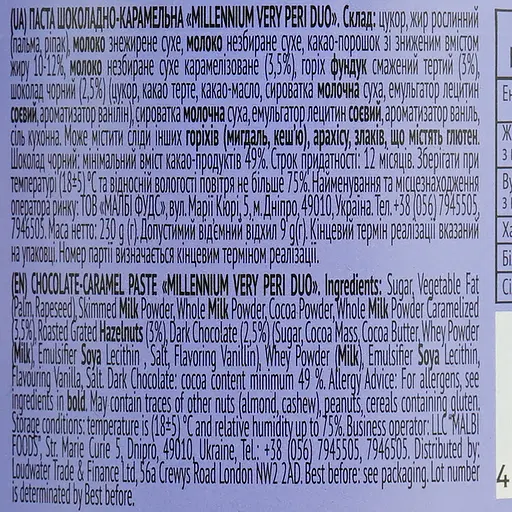 (UA) ПАСТА ШОКОЛАДНО-КАРАМЕЛЬНА «MILLENNIUM VERY PERI DUO». Склад: цукор, жир рослинний
(пальма, ріпак), молоко знежирене сухе, молоко незбиране сухе, какао-порошок зі зниженим вмістом
жиру 10-12%, молоко незбиране сухе карамелізоване (3,5%), горіх фундук смажений тертий (3%),
шоколад чорний (2,5%) (цукор, какао терте, какао-масло, сироватка молочна суха, емульгатор лецитин
соєвий, ароматизатор ванілін), сироватка молочна суха, емульгатор лецитин соєвий, ароматизатор ваніль,
сіль кухонна. Може містити сліди інших горіхів (мигдаль, кеш'ю), арахісу, злаків, що містять глютен.
Шоколад чорний: мінімальний вміст какао-продуктів 49%. Строк придатності: 12 місяців. Зберігати при
температурі (18±5) °C та відносній вологості повітря не більше 75%. Найменування та місцезнаходження
оператора ринку: ТОВ «МАЛБІ ФУДС», вул. Марії Кюрі, 5, м. Дніпро, 49010, Україна. Тел. +38 (056) 7945505,
7946505. Маса нетто: 230 g (г). Допустимий від'ємний відхил 9 g(г). Кінцевий термін реалізації вказаний
на упаковці. Номер партії визначається кінцевим терміном реалізації.
(EN) CHOCOLATE-CARAMEL PASTE «MILLENNIUM VERY PERI DUO». Ingredients: Sugar, Vegetable Fat
(Palm, Rapeseed), Skimmed Milk Powder, Whole Milk Powder, Cocoa Powder, Whole Milk Powder Caramelized
(3,5%), Roasted Grated Hazelnuts (3%), Dark Chocolate (2,5%) (Sugar, Cocoa Mass, Cocoa Butter, Whey Powder
(Milk), Emulsifier Soya Lecithin , Salt, Flavoring Vanillin), Whey Powder (Milk), Emulsifier Soya Lecithin,
Flavouring Vanilla, Salt. Dark Chocolate: cocoa content minimum 49 %. Allergy Advice: For allergens, see
ingredients in bold. May contain traces of other nuts (almond, cashew), peanuts, cereals containing gluten.
Storage conditions: temperature is (18±5) °C and relative humidity up to 75%. Business operator: LLC "MALBI
FOODS", Str. Marie Curie 5, Dnipro, 49010, Ukraine, Tel.: +38 (056) 7945505, 7946505. Distributed by:
Loudwater Trade & Finance Ltd, 56a Crewys Road London NW2 2AD. Best before: see packaging. Lot number
is determinated by Best before.
4